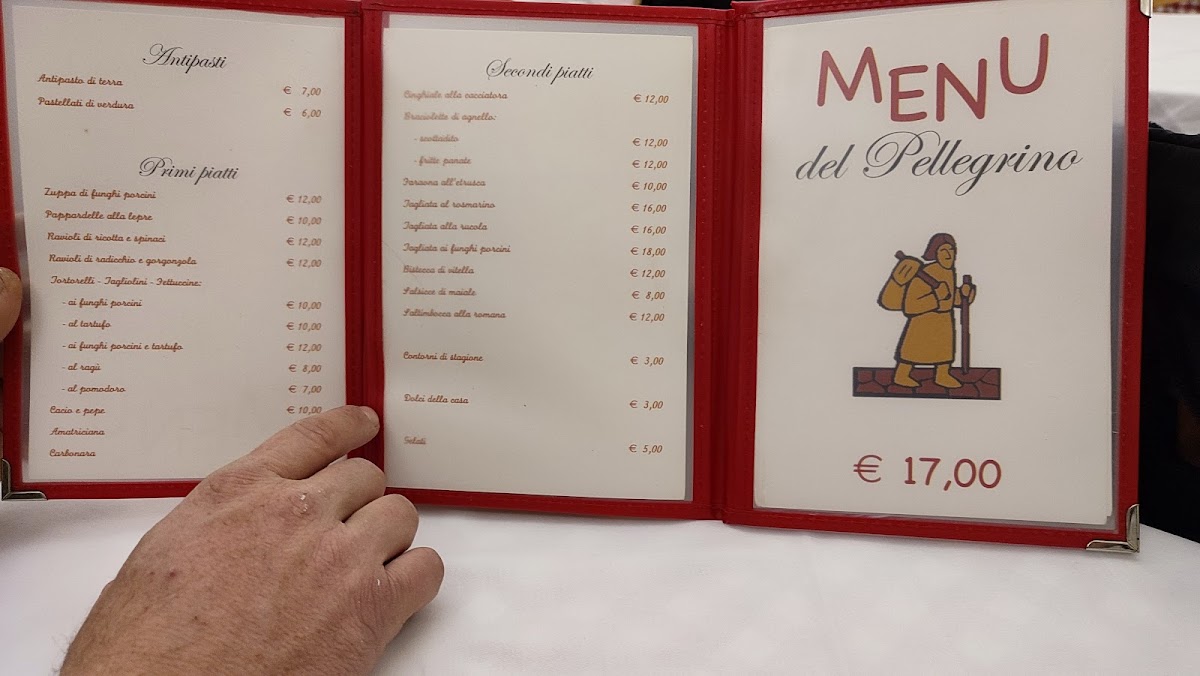 Antipasti
Antipasto di terra € 7,00
Pastellati di verdura € 6,00
Primi piatti
Zuppa di funghi porcini € 12,00
Pappardelle alla lepre € 10,00
Ravioli di ricotta e spinaci € 12,00
Ravioli di radicchio e gorgonzola € 12,00
Tortorelli - Tagliolini - Fettuccine:
- ai funghi porcini € 10,00
- al tartufo € 10,00
- ai funghi porcini e tartufo € 12,00
- al ragù € 8,00
- al pomodoro € 7,00
Cacio e pepe € 10,00
Amatriciana
Carbonara
Secondi piatti
Cinghiale alla cacciatora € 12,00
Braciolette di agnello:
- scottadito € 12,00
- fritte panate € 12,00
Faraona all'etrusca € 10,00
Tagliata al rosmarino € 16,00
Tagliata alla rucola € 16,00
Tagliata ai funghi porcini € 18,00
Bistecca di vitella € 12,00
Salsicce di maiale € 8,00
Saltimbocca alla romana € 12,00
Contorni di stagione € 3,00
Dolci della casa € 3,00
Gelati € 5,00
MENU
del Pellegrino
€ 17,00